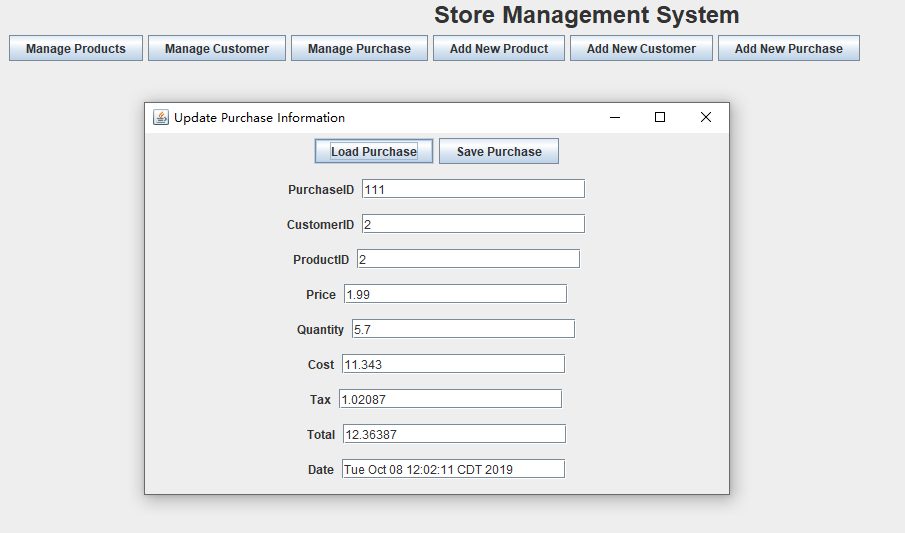 Store Management System
Manage Products Manage Customer Manage Purchase Add New Product Add New Customer Add New Purchase
Update Purchase Information
Load Purchase Save Purchase
PurchaseID 111
CustomerID 2
ProductID 2
Price 1.99
Quantity 5.7
Cost 11.343
Tax 1.02087
Total 12.36387
Date Tue Oct 08 12:02:11 CDT 2019